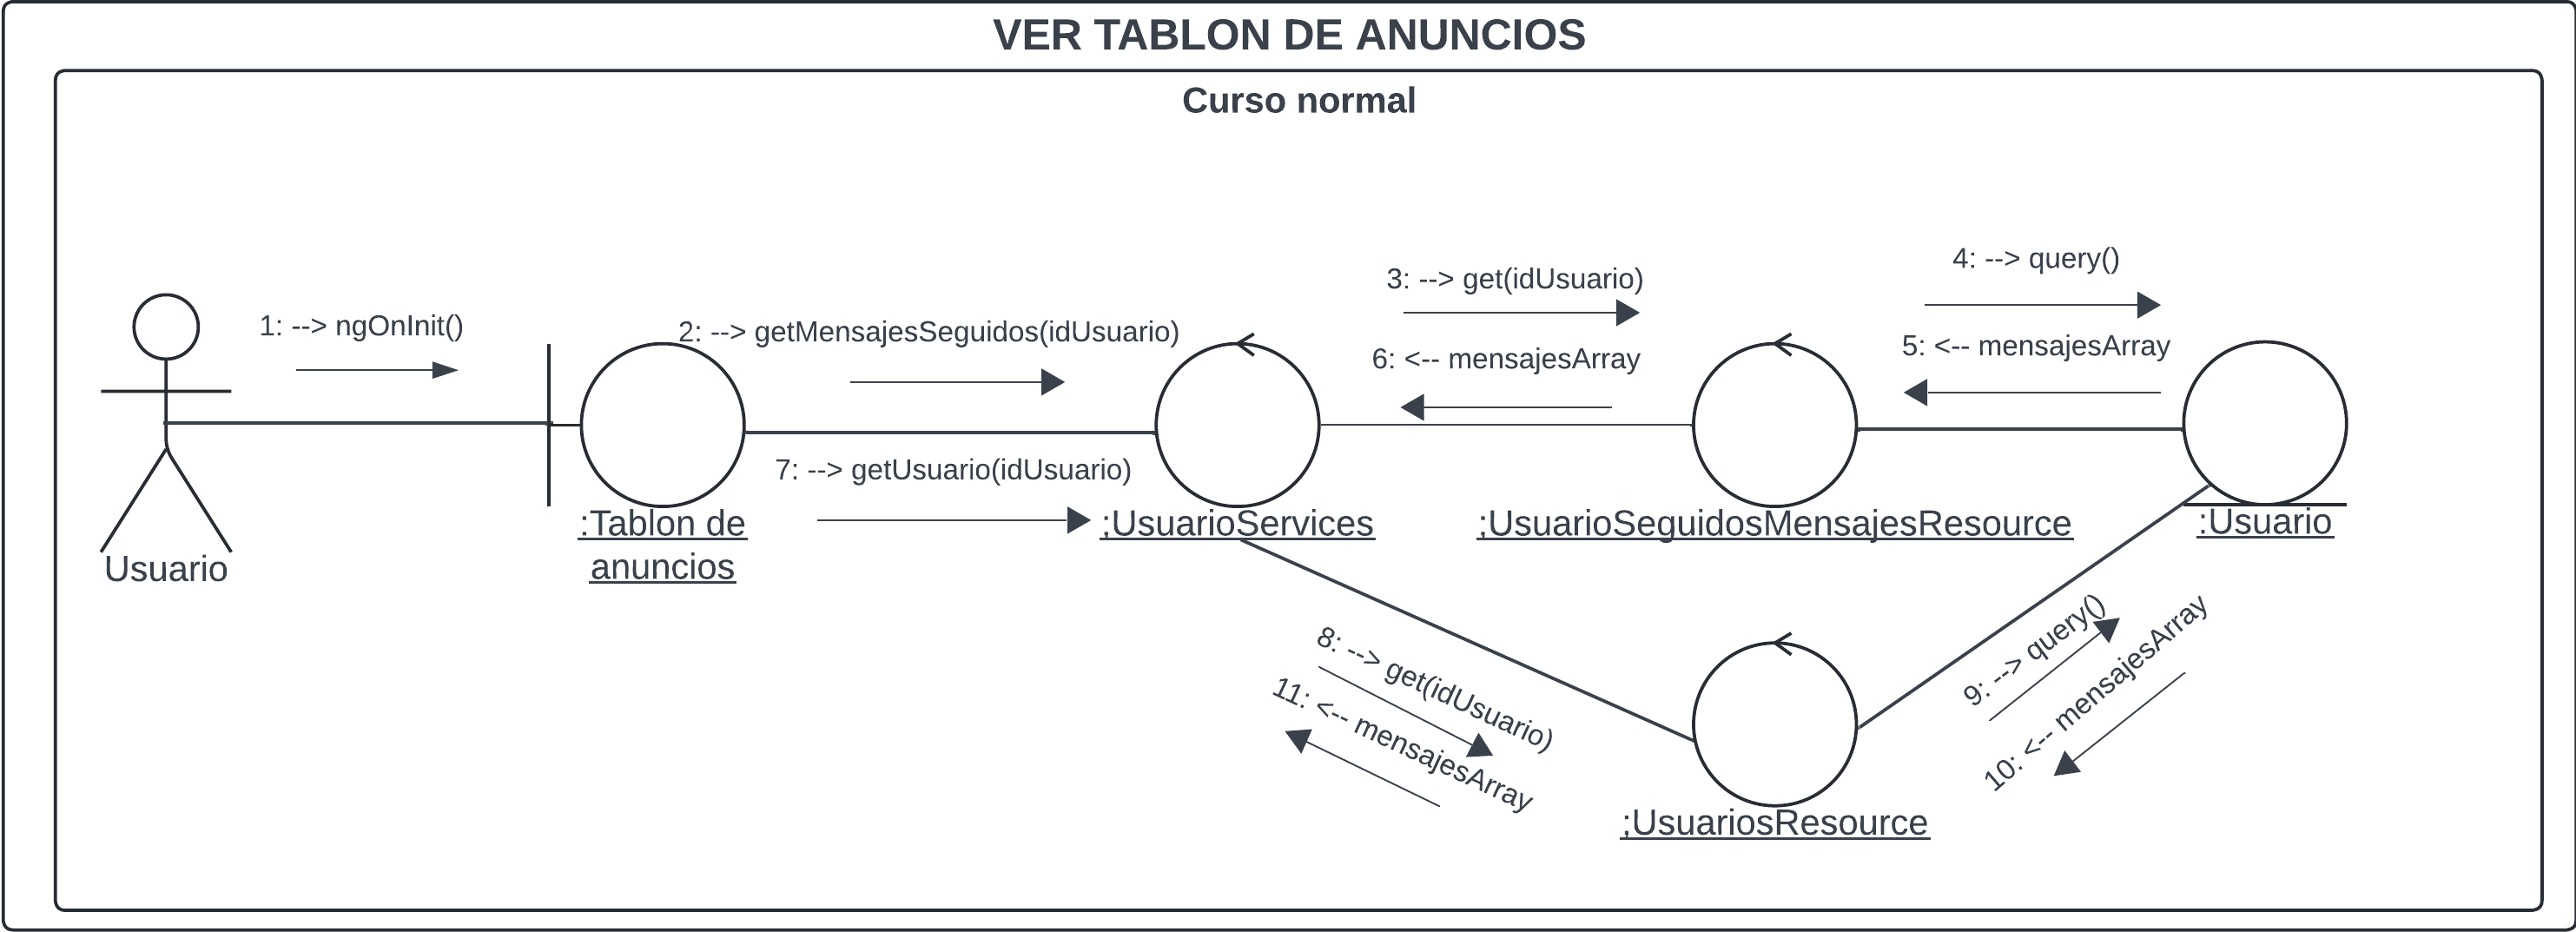 VER TABLON DE ANUNCIOS
Curso normal
1: --> ngOnInit()
2: --> getMensajesSeguidos(idUsuario)
3: --> get(idUsuario)
4: --> query()
5: <-- mensajesArray
6: <-- mensajesArray
7: --> getUsuario(idUsuario)
Usuario
:Tablon de
anuncios
;UsuarioServices
;UsuarioSeguidosMensajesResource
:Usuario
8: --> get(idUsuario)
11: <-- mensajesArray
9: --> query()
10: <-- mensajesArray
;UsuariosResource